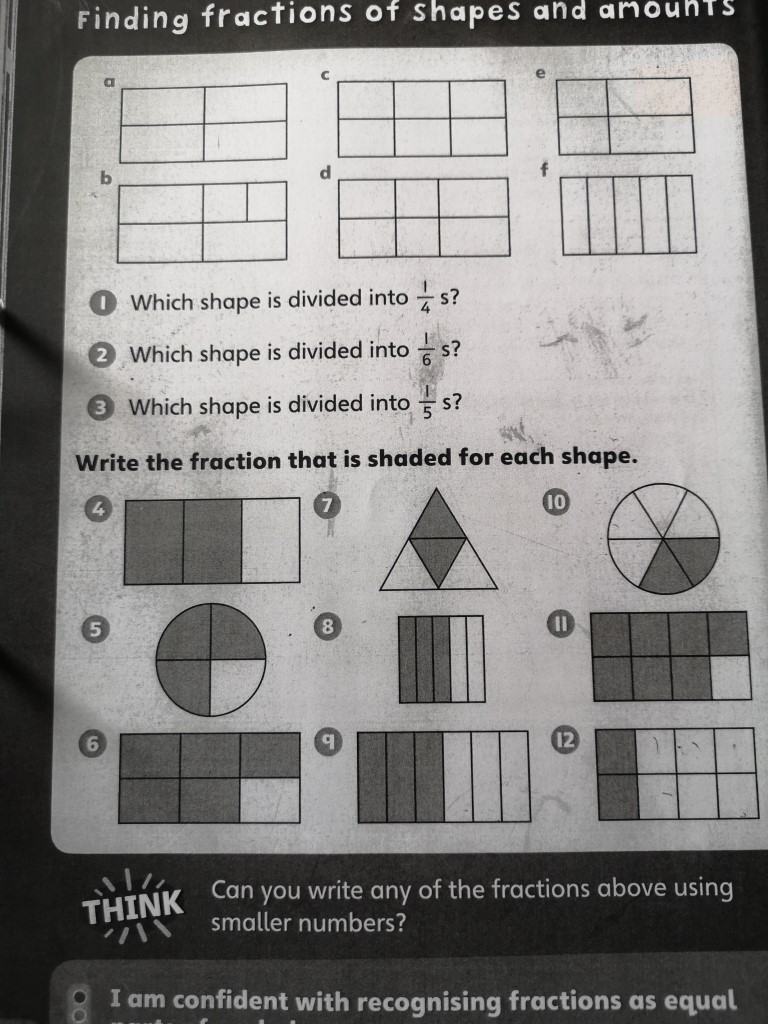 Finding fractions of shapes and amounts
a
c
e
b
d
f
1 Which shape is divided into 1/4 s?
2 Which shape is divided into 1/6 s?
3 Which shape is divided into 1/5 s?
Write the fraction that is shaded for each shape.
4
7
10
5
8
11
6
9
12
THINK
Can you write any of the fractions above using
smaller numbers?
I am confident with recognising fractions as equal